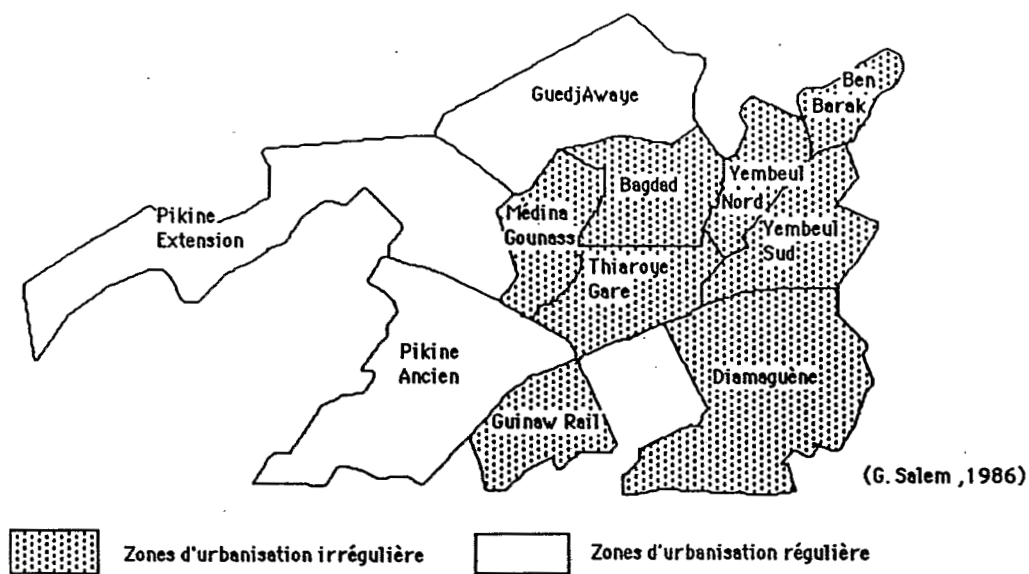 GuedjAwaye
Ben
Barak
Bagdad
Yembeul
Nord
Médina
Gounass
Pikine
Extension
Yembeul
Sud
Thiaroye
Gare
Pikine
Ancien
Diamaguène
Guinaw Rail
(G. Salem ,1986)
Zones d'urbanisation irrégulière
Zones d'urbanisation régulière